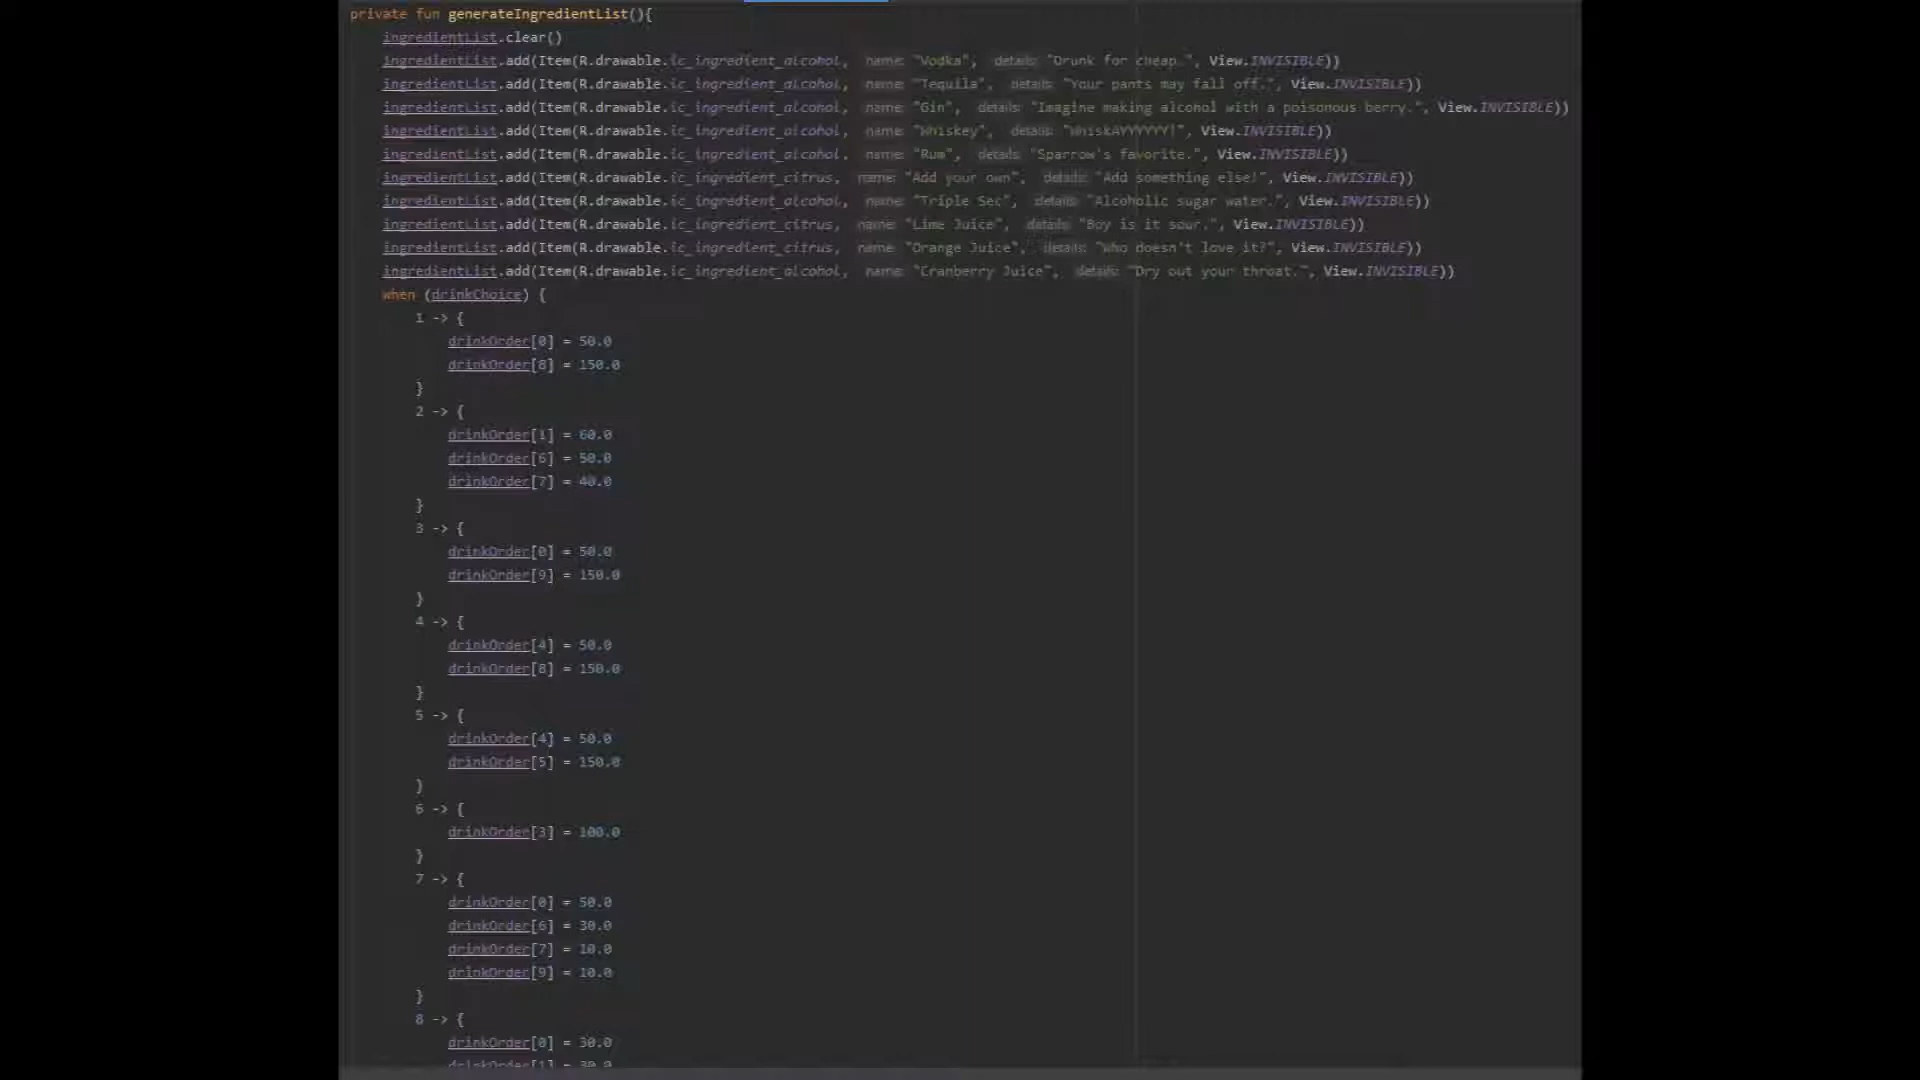 private fun generateIngredientList(){
ingredientList.clear()
ingredientList.add(Item(R.drawable.ic_ingredient_alcohol, name: "Vodka", details: "Drunk for cheap.", View.INVISIBLE))
ingredientList.add(Item(R.drawable.ic_ingredient_alcohol, name: "Tequila", details: "Your pants may fall off.", View.INVISIBLE))
ingredientList.add(Item(R.drawable.ic_ingredient_alcohol, name: "Gin", details: "Imagine making alcohol with a poisonous berry.", View.INVISIBLE))
ingredientList.add(Item(R.drawable.ic_ingredient_alcohol, name: "Whiskey", details: "WhiskAYYYYYY!", View.INVISIBLE))
ingredientList.add(Item(R.drawable.ic_ingredient_alcohol, name: "Rum", details: "Sparrow's favorite.", View.INVISIBLE))
ingredientList.add(Item(R.drawable.ic_ingredient_citrus, name: "Add your own", details: "Add something else!", View.INVISIBLE))
ingredientList.add(Item(R.drawable.ic_ingredient_alcohol, name: "Triple Sec", details: "Alcoholic sugar water.", View.INVISIBLE))
ingredientList.add(Item(R.drawable.ic_ingredient_citrus, name: "Lime Juice", details: "Boy is it sour.", View.INVISIBLE))
ingredientList.add(Item(R.drawable.ic_ingredient_citrus, name: "Orange Juice", details: "Who doesn't love it?", View.INVISIBLE))
ingredientList.add(Item(R.drawable.ic_ingredient_alcohol, name: "Cranberry Juice", details: "Dry out your throat.", View.INVISIBLE))
when (drinkChoice) {
1 -> {
drinkOrder[0] = 50.0
drinkOrder[8] = 150.0
}
2 -> {
drinkOrder[1] = 60.0
drinkOrder[6] = 50.0
drinkOrder[7] = 40.0
}
3 -> {
drinkOrder[0] = 50.0
drinkOrder[9] = 150.0
}
4 -> {
drinkOrder[4] = 50.0
drinkOrder[8] = 150.0
}
5 -> {
drinkOrder[4] = 50.0
drinkOrder[5] = 150.0
}
6 -> {
drinkOrder[3] = 100.0
}
7 -> {
drinkOrder[0] = 50.0
drinkOrder[6] = 30.0
drinkOrder[7] = 10.0
drinkOrder[9] = 10.0
}
8 -> {
drinkOrder[0] = 30.0
drinkOrder[1] = 30.0